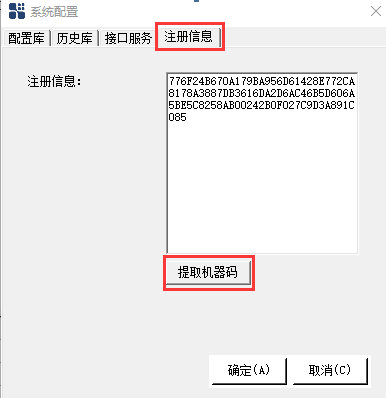 系统配置
配置库 历史库 接口服务 注册信息
注册信息:
776F24B670A179BA956D61428E772CA
8178A3887DB3616DA2D6AC46B5D606A
5BE5C8258AB00242B0F027C9D3A891C
085
提取机器码
确定(A) 取消(C)